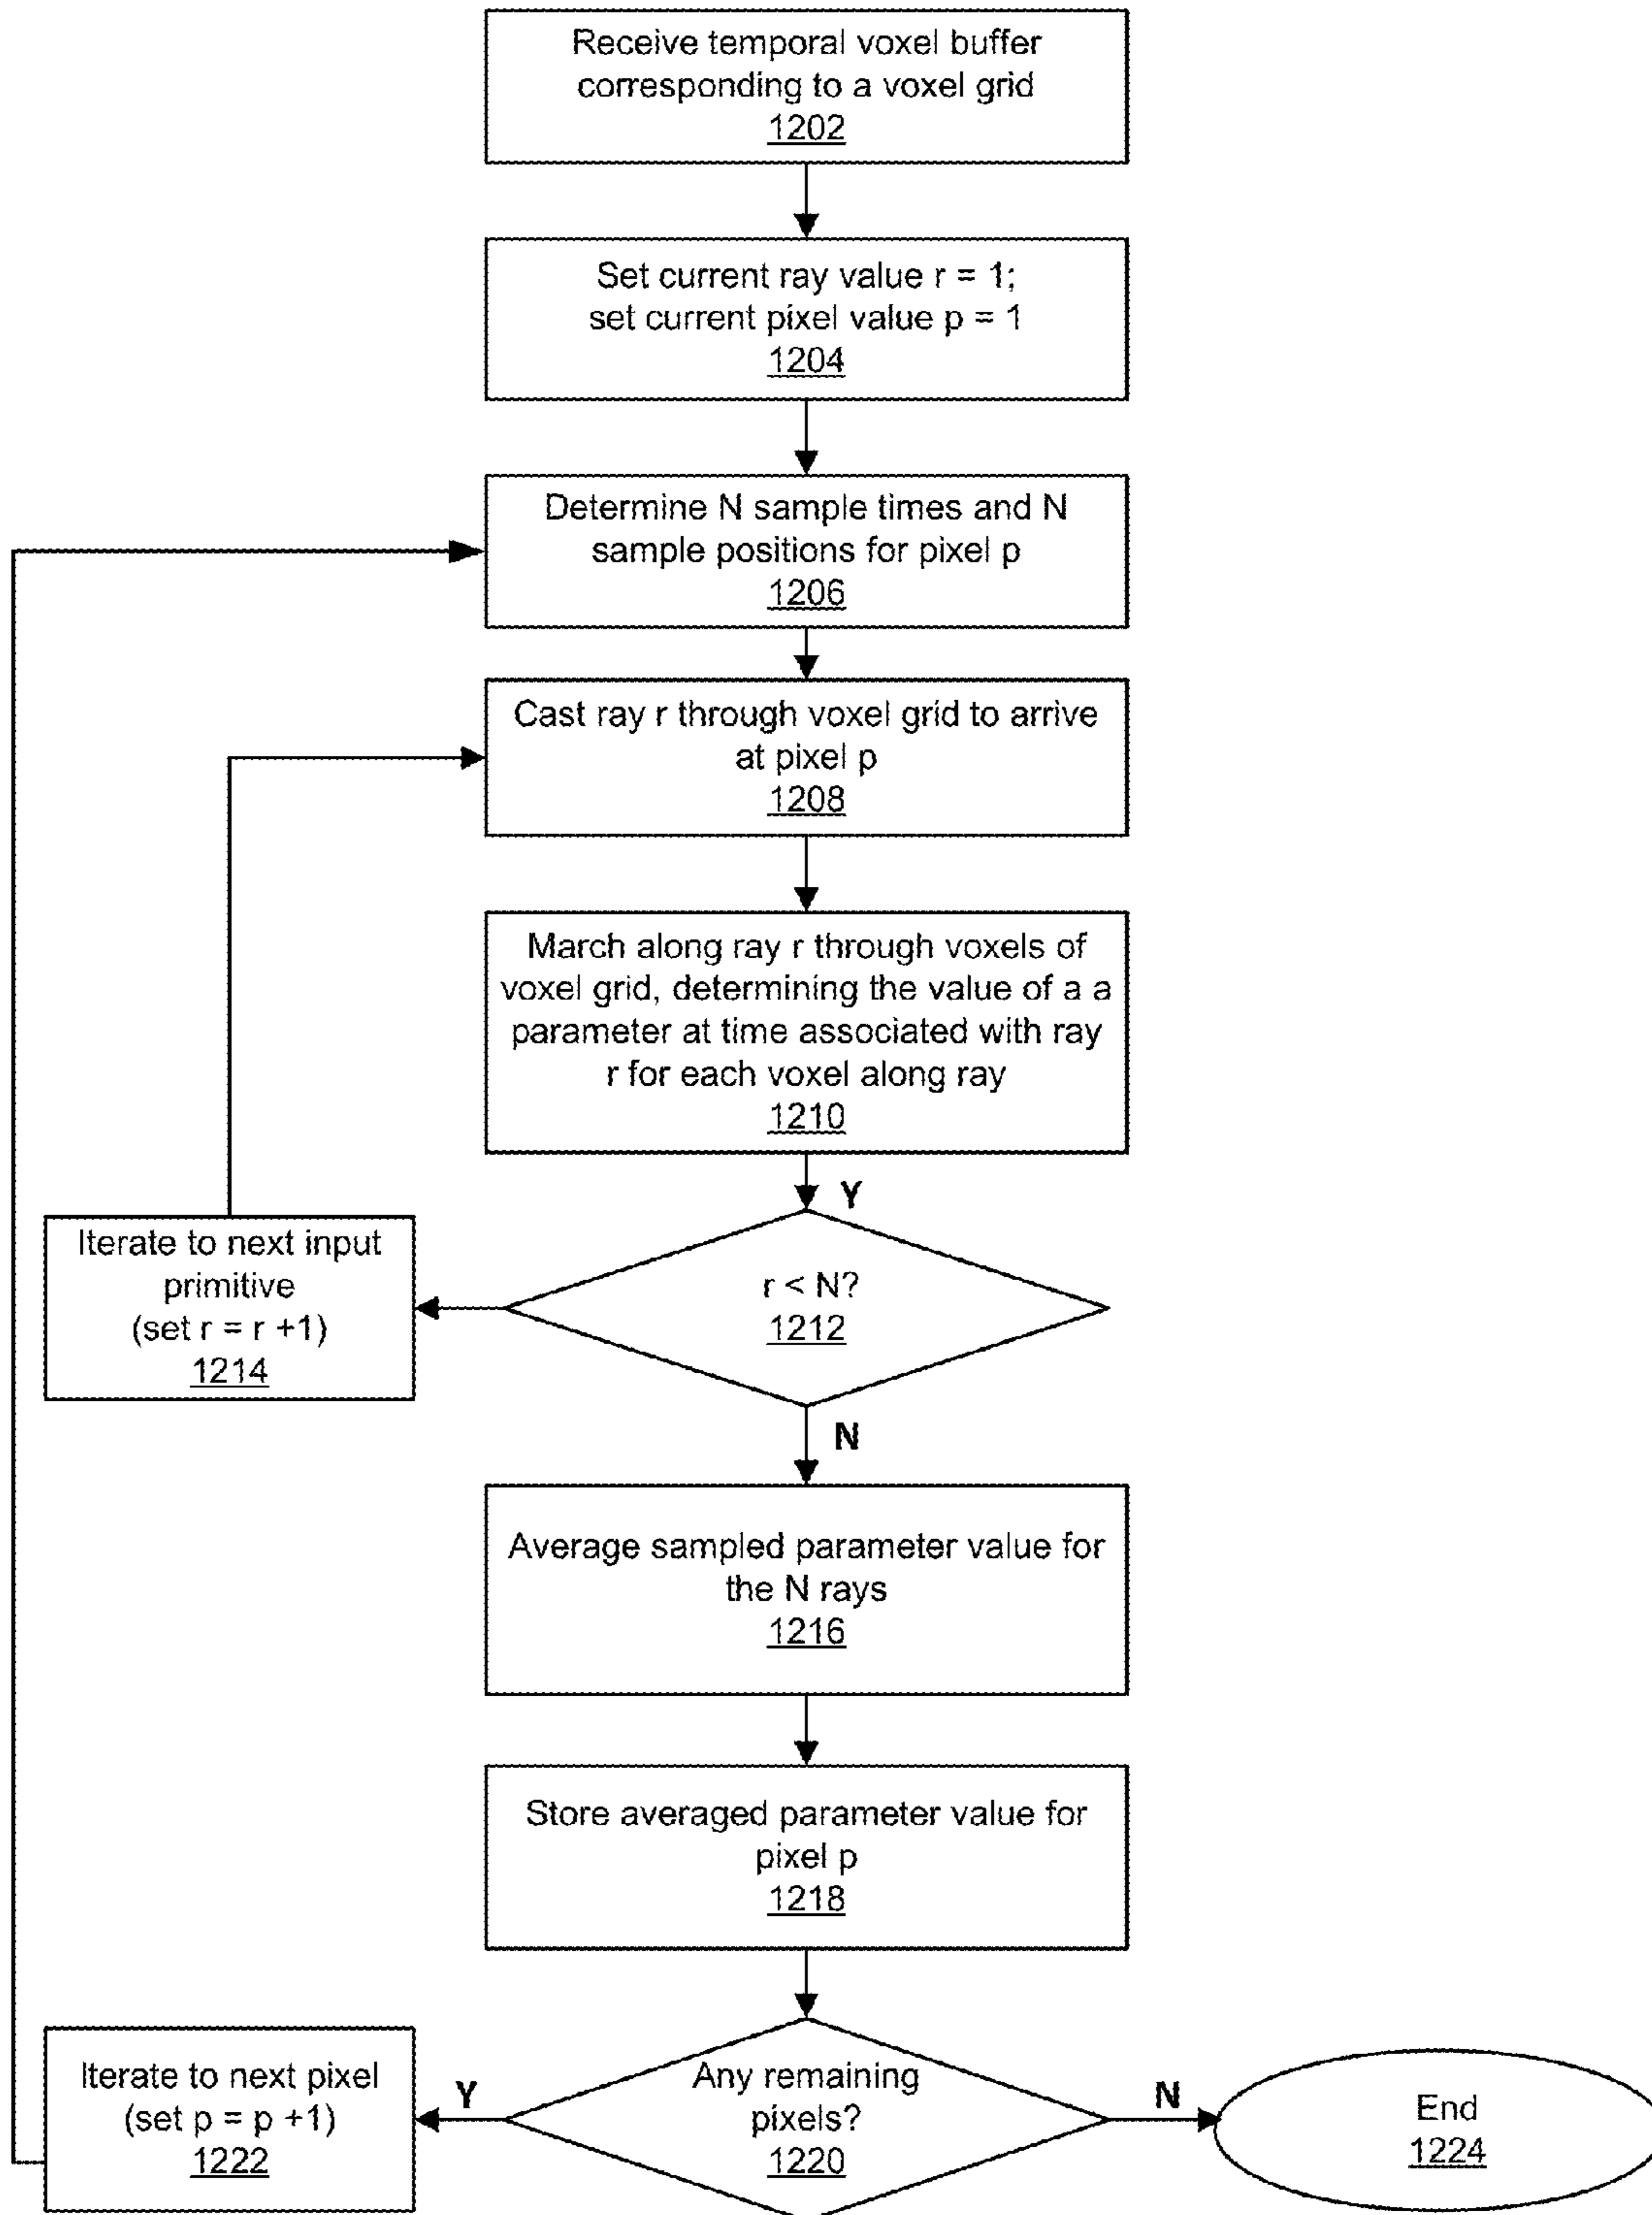 Receive temporal voxel buffer
corresponding to a voxel grid
1202
Set current ray value r = 1;
set current pixel value p = 1
1204
Determine N sample times and N
sample positions for pixel p
1206
Cast ray r through voxel grid to arrive
at pixel p
1208
March along ray r through voxels of
voxel grid, determining the value of a a
parameter at time associated with ray
r for each voxel along ray
1210
Y
Iterate to next input
primitive
(set r = r +1)
1214
r < N?
1212
N
Average sampled parameter value for
the N rays
1216
Store averaged parameter value for
pixel p
1218
Iterate to next pixel
(set p = p +1)
1222
Y
Any remaining
pixels?
1220
N
End
1224